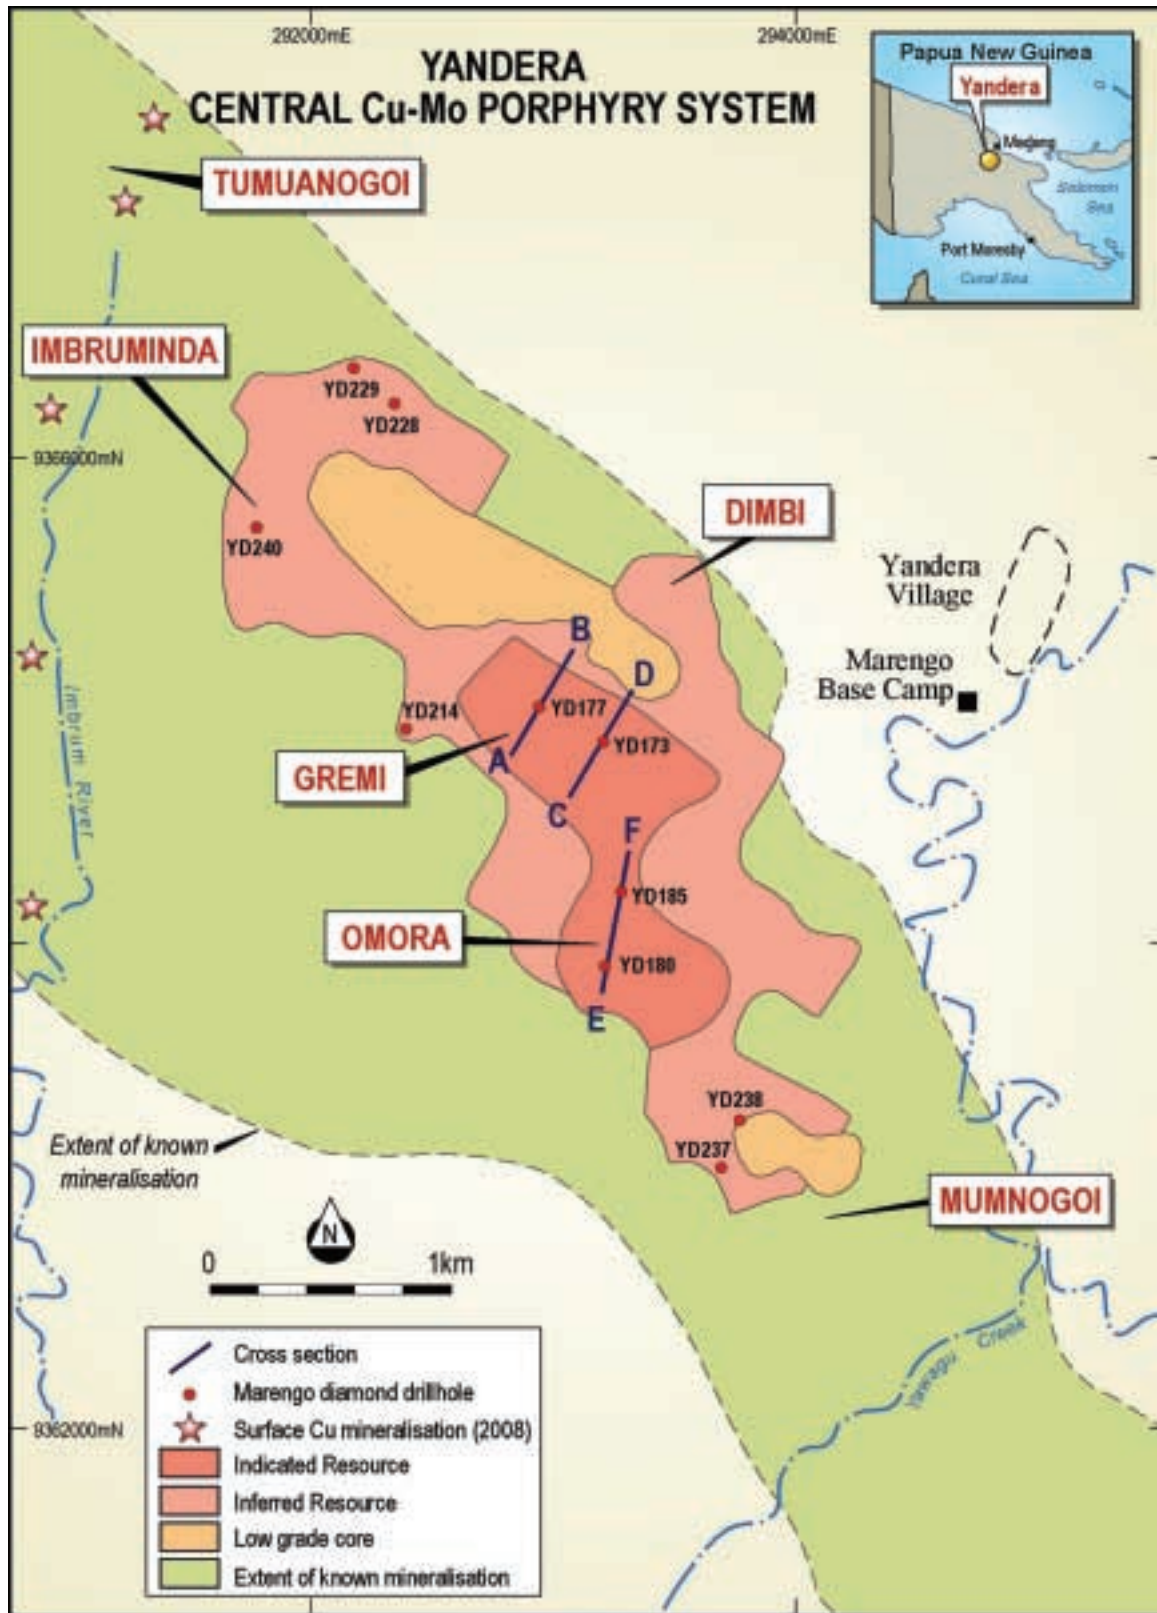 292000mE
294000mE
YANDERA
CENTRAL Cu-Mo PORPHYRY SYSTEM
Papua New Guinea
Yandera
Madang
Solomon
Sea
Port Moresby
Coral Sea
TUMUANOGOI
IMBRUMINDA
YD229
YD228
9366000mN
DIMBI
YD240
Yandera
Village
B
Marengo
Base Camp
D
YD214
YD177
YD173
A
GREMI
C
Imbrum River
F
YD185
OMORA
YD180
E
YD238
YD237
Extent of known
mineralisation
MUMNOGOI
N
0
1km
Yawagu Creek
Cross section
Marengo diamond drillhole
Surface Cu mineralisation (2008)
9362000mN
Indicated Resource
Inferred Resource
Low grade core
Extent of known mineralisation